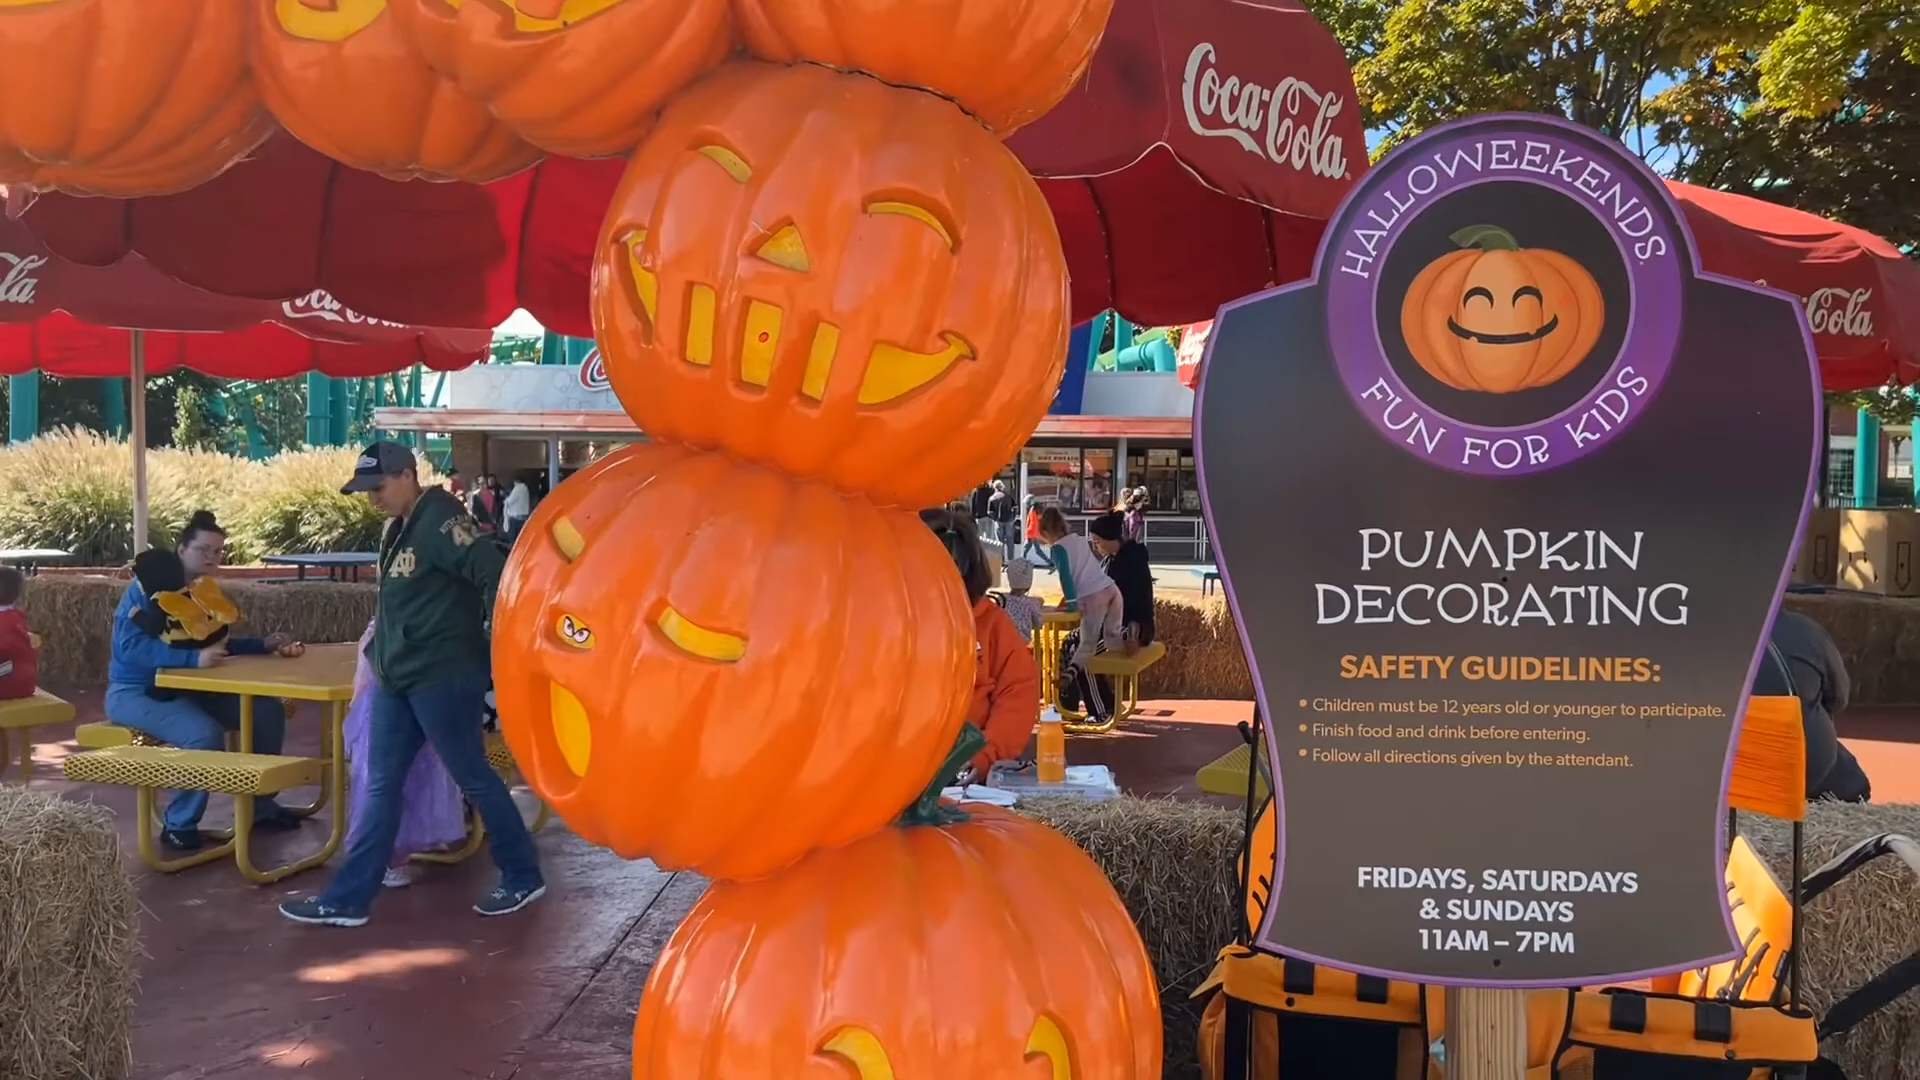 Coca-Cola
HALLOWEEKENDS
FUN FOR KIDS
PUMPKIN
DECORATING
SAFETY GUIDELINES:
• Children must be 12 years old or younger to participate.
• Finish food and drink before entering.
• Follow all directions given by the attendant.
FRIDAYS, SATURDAYS
& SUNDAYS
11AM – 7PM
Coca-Cola
la
Coca-Cola
ND